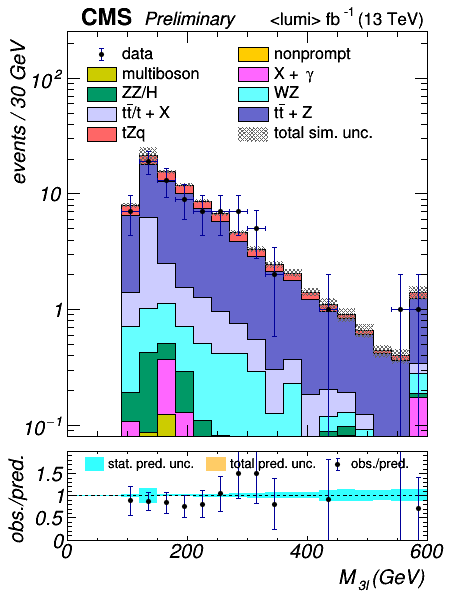 CMS Preliminary <lumi> fb⁻¹ (13 TeV)
events / 30 GeV
data
multiboson
ZZ/H
tt̄/t + X
tZq
nonprompt
X + γ
WZ
tt̄ + Z
total sim. unc.
10²
10
1
10⁻¹
obs./pred.
stat. pred. unc. total pred. unc. obs./pred.
1.5
1
0.5
0
0 200 400 600
M₃ₗ (GeV)